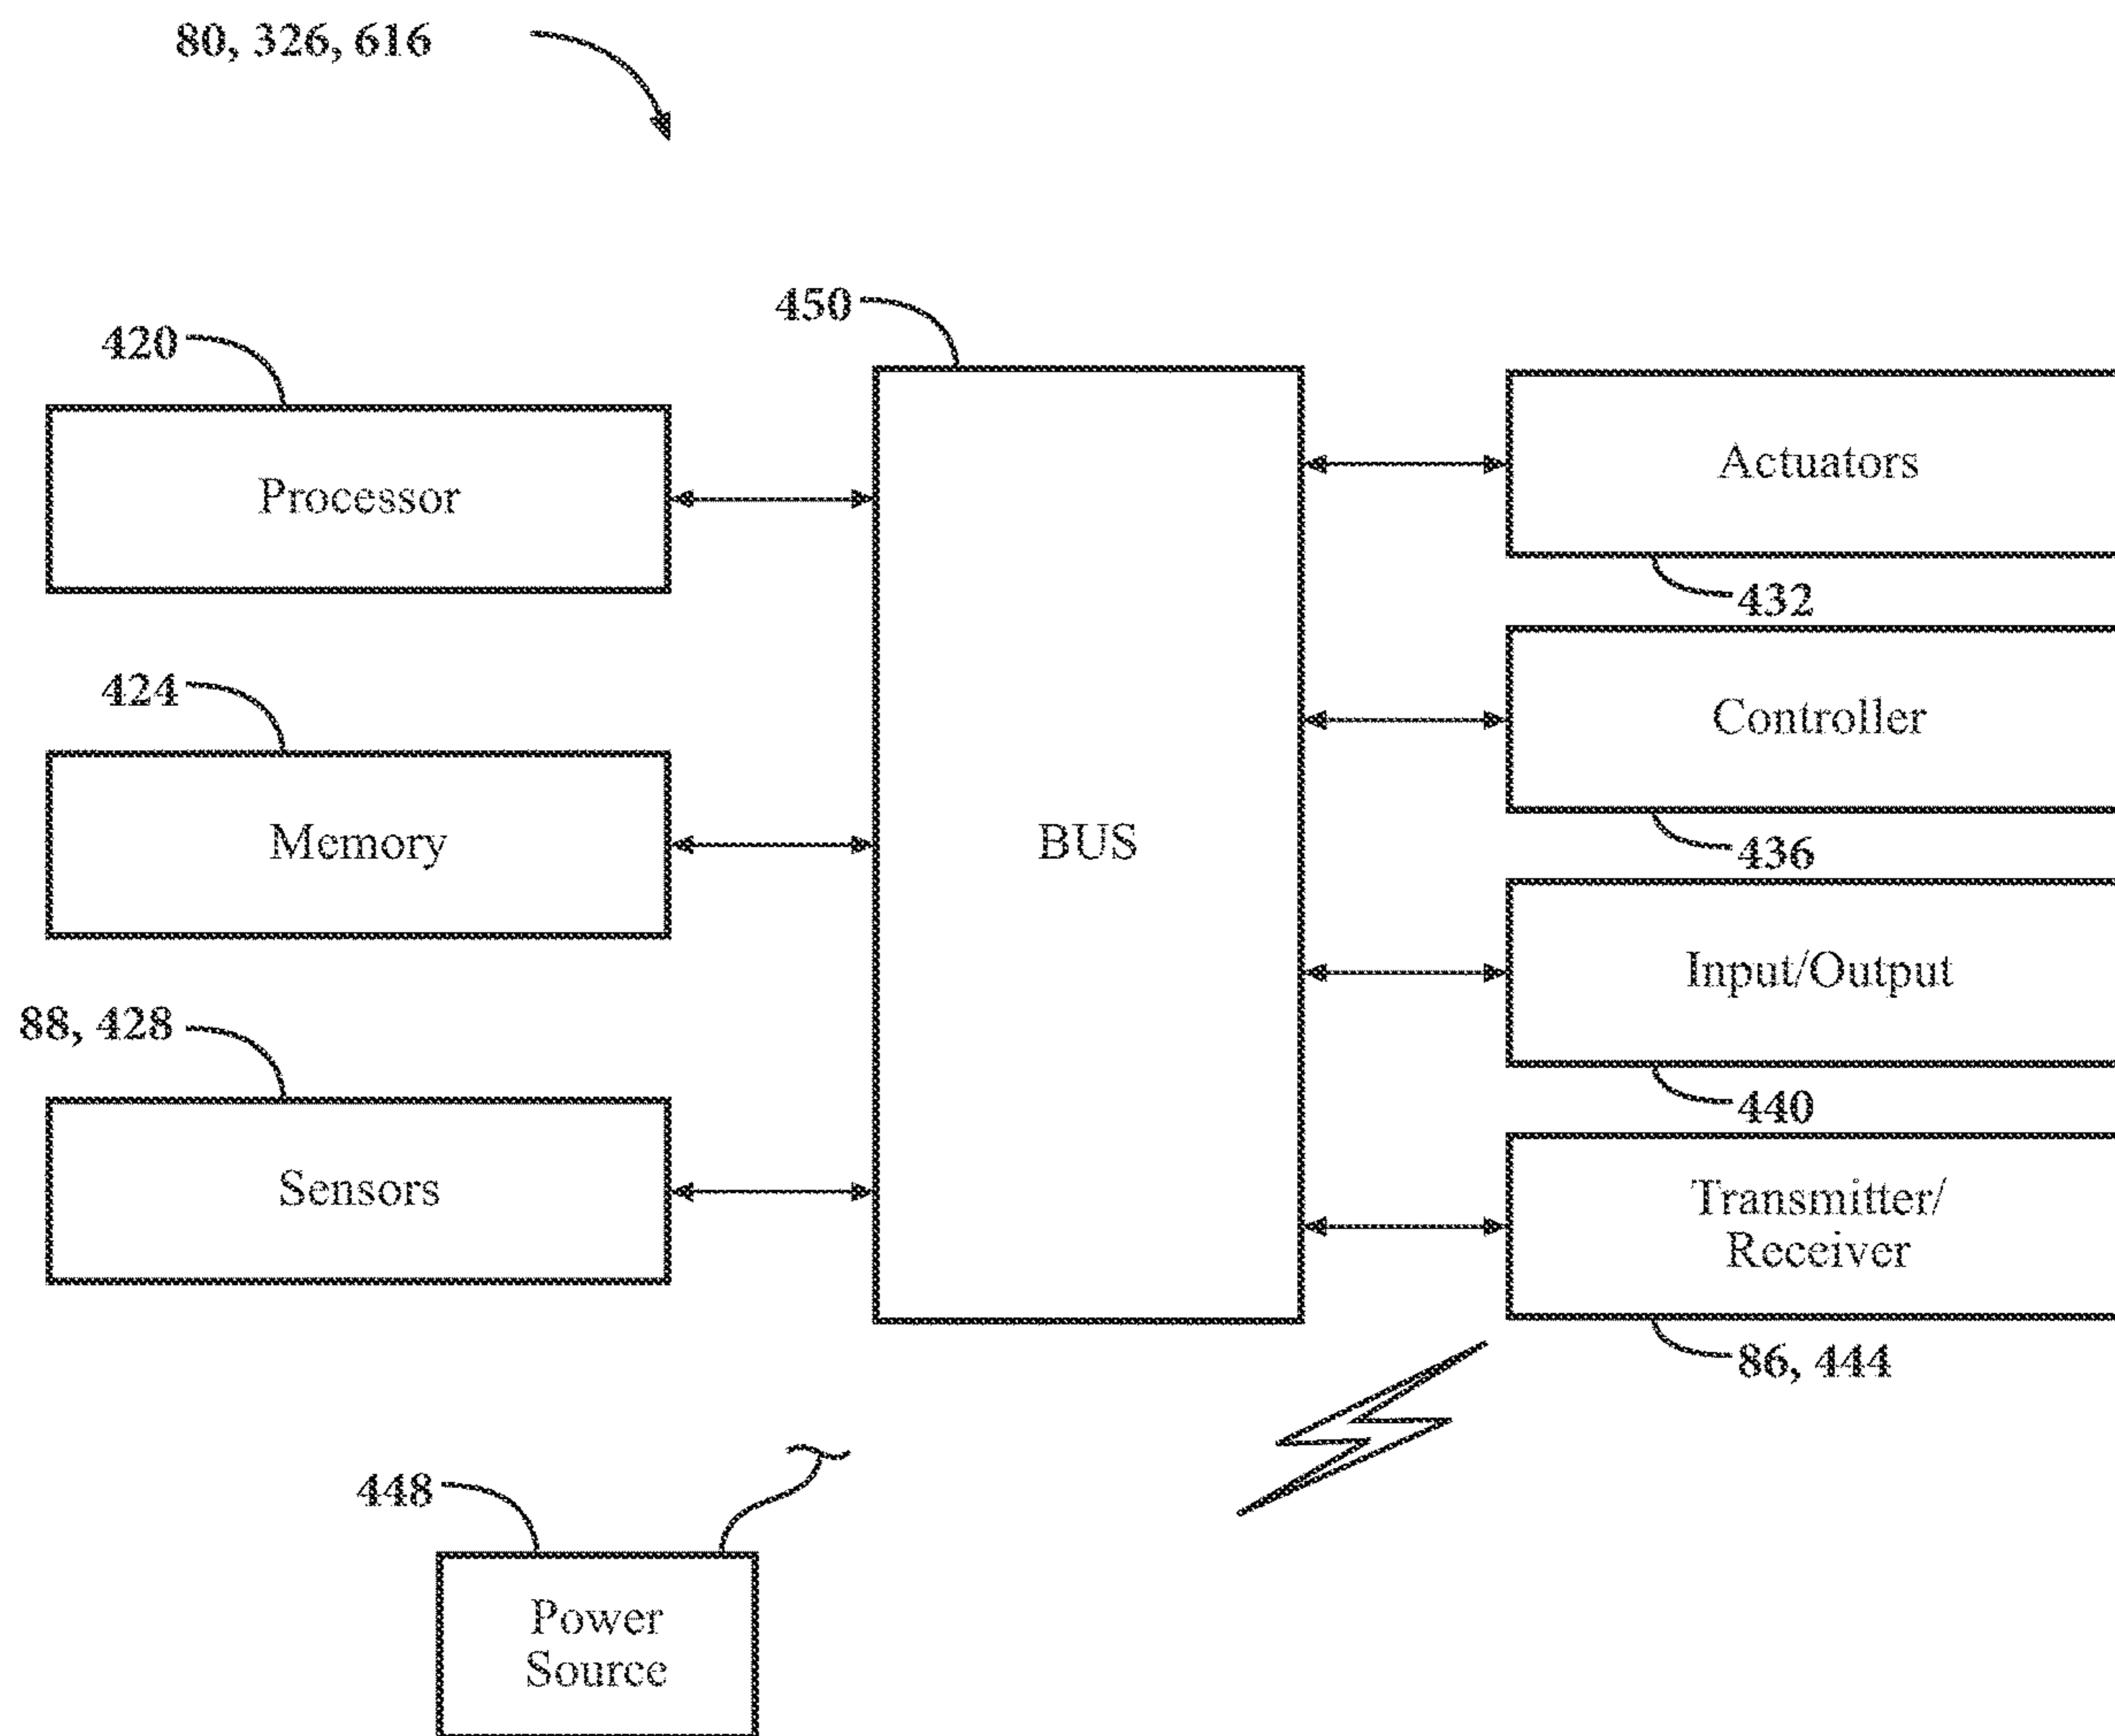 80, 326, 616
450
420
Processor
Actuators
432
424
Memory
BUS
Controller
436
88, 428
Sensors
Input/Output
440
Transmitter/
Receiver
86, 444
448
Power
Source